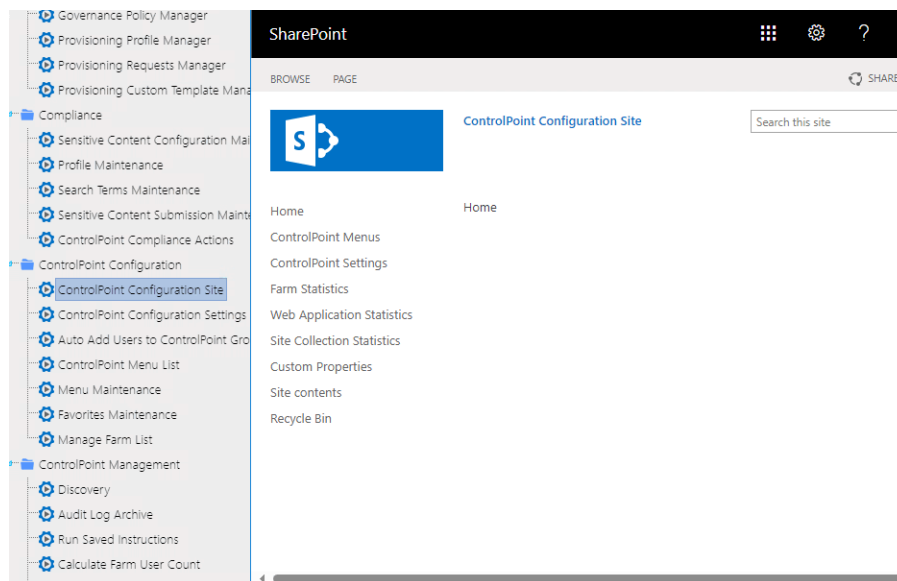 Governance Policy Manager
Provisioning Profile Manager
Provisioning Requests Manager
Provisioning Custom Template Mana
Compliance
Sensitive Content Configuration Mai
Profile Maintenance
Search Terms Maintenance
Sensitive Content Submission Mainte
ControlPoint Compliance Actions
ControlPoint Configuration
ControlPoint Configuration Site
ControlPoint Configuration Settings
Auto Add Users to ControlPoint Gro
ControlPoint Menu List
Menu Maintenance
Favorites Maintenance
Manage Farm List
ControlPoint Management
Discovery
Audit Log Archive
Run Saved Instructions
Calculate Farm User Count
SharePoint
?
BROWSE PAGE SHARE
S
ControlPoint Configuration Site
Search this site
Home
ControlPoint Menus
ControlPoint Settings
Farm Statistics
Web Application Statistics
Site Collection Statistics
Custom Properties
Site contents
Recycle Bin
Home